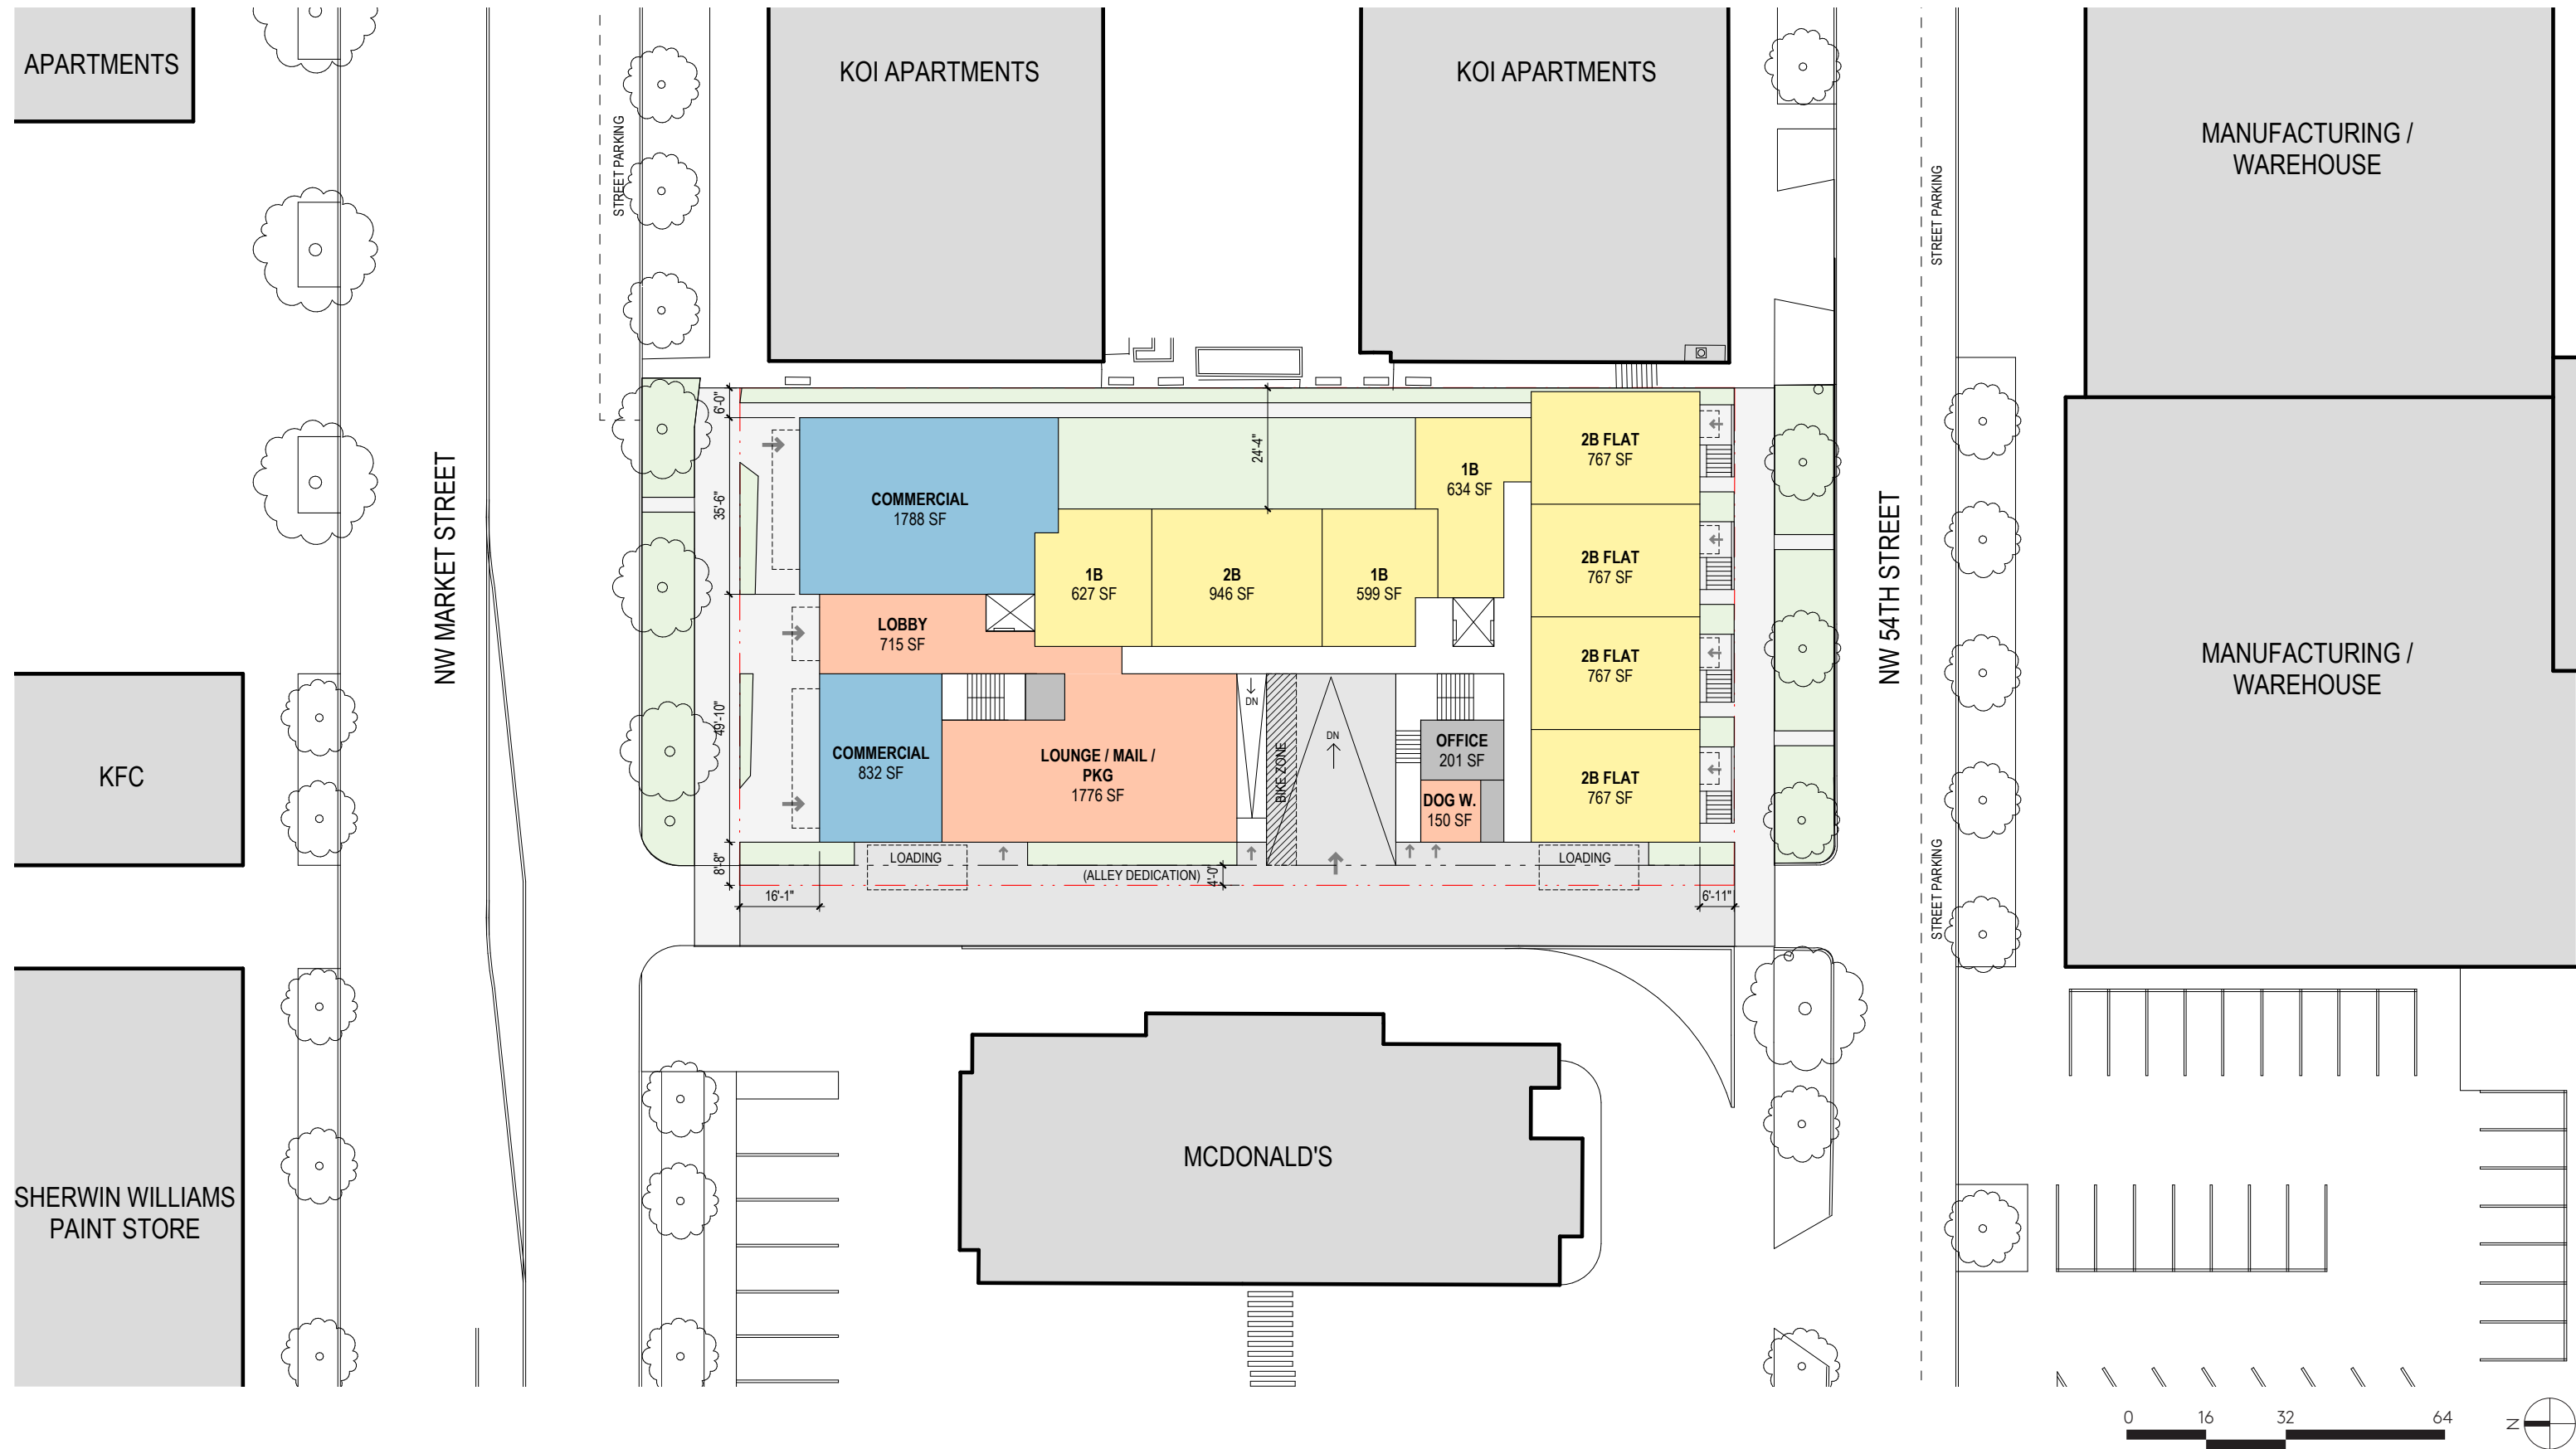 APARTMENTS
KOI APARTMENTS
KOI APARTMENTS
MANUFACTURING /
WAREHOUSE
STREET PARKING
STREET PARKING
6'-0"
24'-4"
35'-6"
COMMERCIAL
1788 SF
1B
634 SF
2B FLAT
767 SF
2B FLAT
767 SF
1B
627 SF
2B
946 SF
1B
599 SF
NW MARKET STREET
NW 54TH STREET
LOBBY
715 SF
2B FLAT
767 SF
MANUFACTURING /
WAREHOUSE
KFC
49'-10"
COMMERCIAL
832 SF
LOUNGE / MAIL /
PKG
1776 SF
DN
BIKE ZONE
DN
OFFICE
201 SF
DOG W.
150 SF
2B FLAT
767 SF
8'-8"
LOADING
(ALLEY DEDICATION)
4'-0"
LOADING
16'-1"
6'-11"
STREET PARKING
MCDONALD'S
SHERWIN WILLIAMS
PAINT STORE
0 16 32 64
N